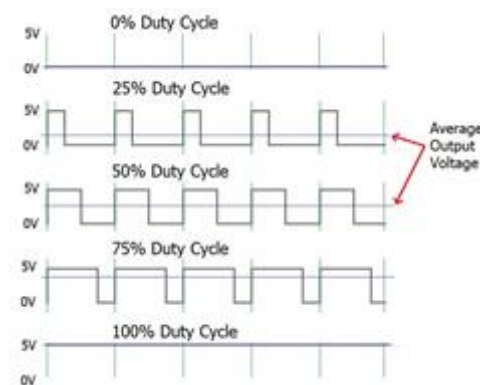 0% Duty Cycle
5V
0V
25% Duty Cycle
5V
0V
Average
Output
Voltage
50% Duty Cycle
5V
0V
75% Duty Cycle
5V
0V
100% Duty Cycle
5V
0V